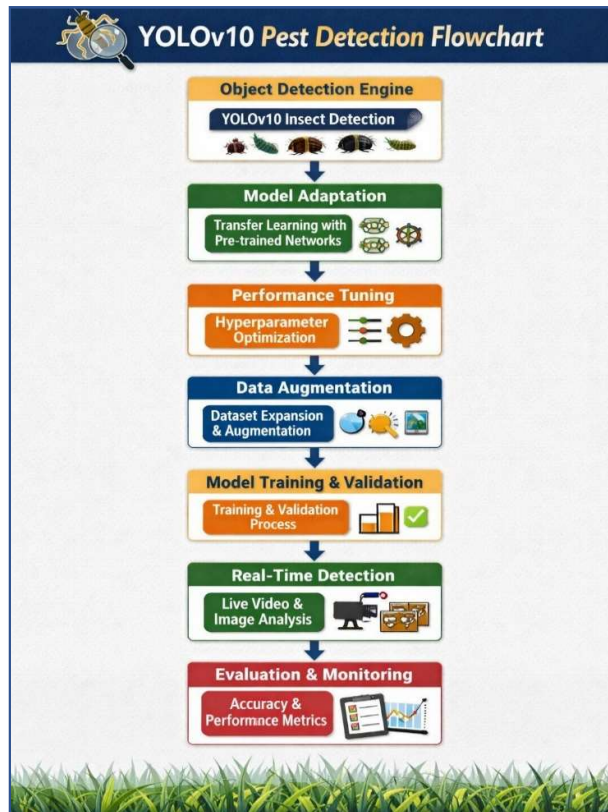 YOLOv10 Pest Detection Flowchart
Object Detection Engine
YOLOv10 Insect Detection
Model Adaptation
Transfer Learning with
Pre-trained Networks
Performance Tuning
Hyperparameter
Optimization
Data Augmentation
Dataset Expansion
& Augmentation
Model Training & Validation
Training & Validation
Process
Real-Time Detection
Live Video &
Image Analysis
Evaluation & Monitoring
Accuracy &
Performance Metrics